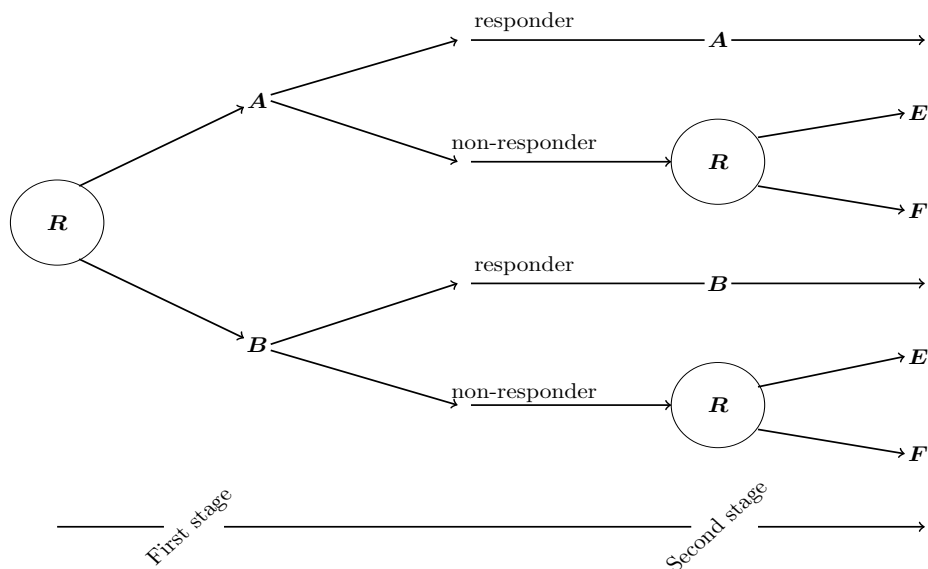 responder
A
E
A
non-responder
R
F
R
responder
B
B
E
non-responder
R
F
First stage
Second stage